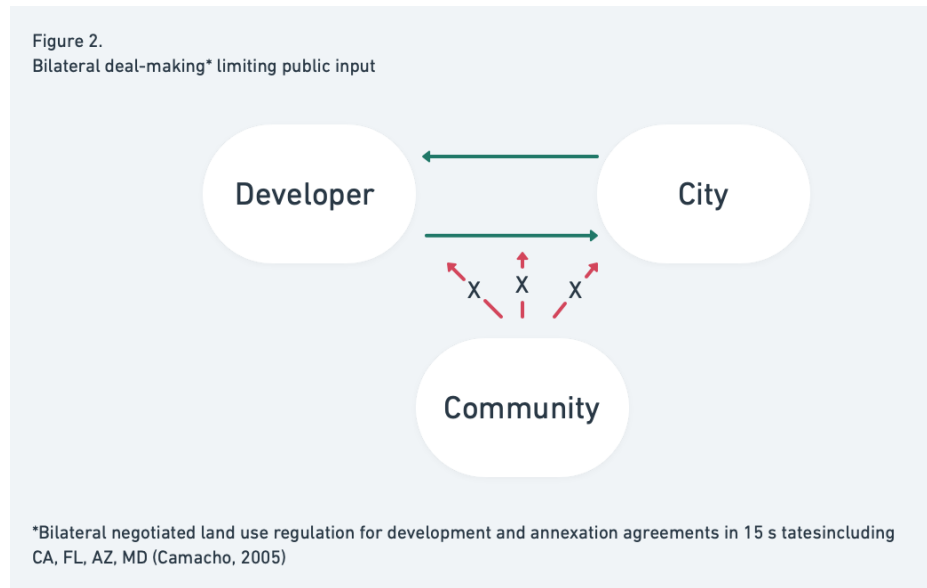 Figure 2.
Bilateral deal-making* limiting public input
Developer
City
X
X
X
Community
*Bilateral negotiated land use regulation for development and annexation agreements in 15 s tatesincluding
CA, FL, AZ, MD (Camacho, 2005)